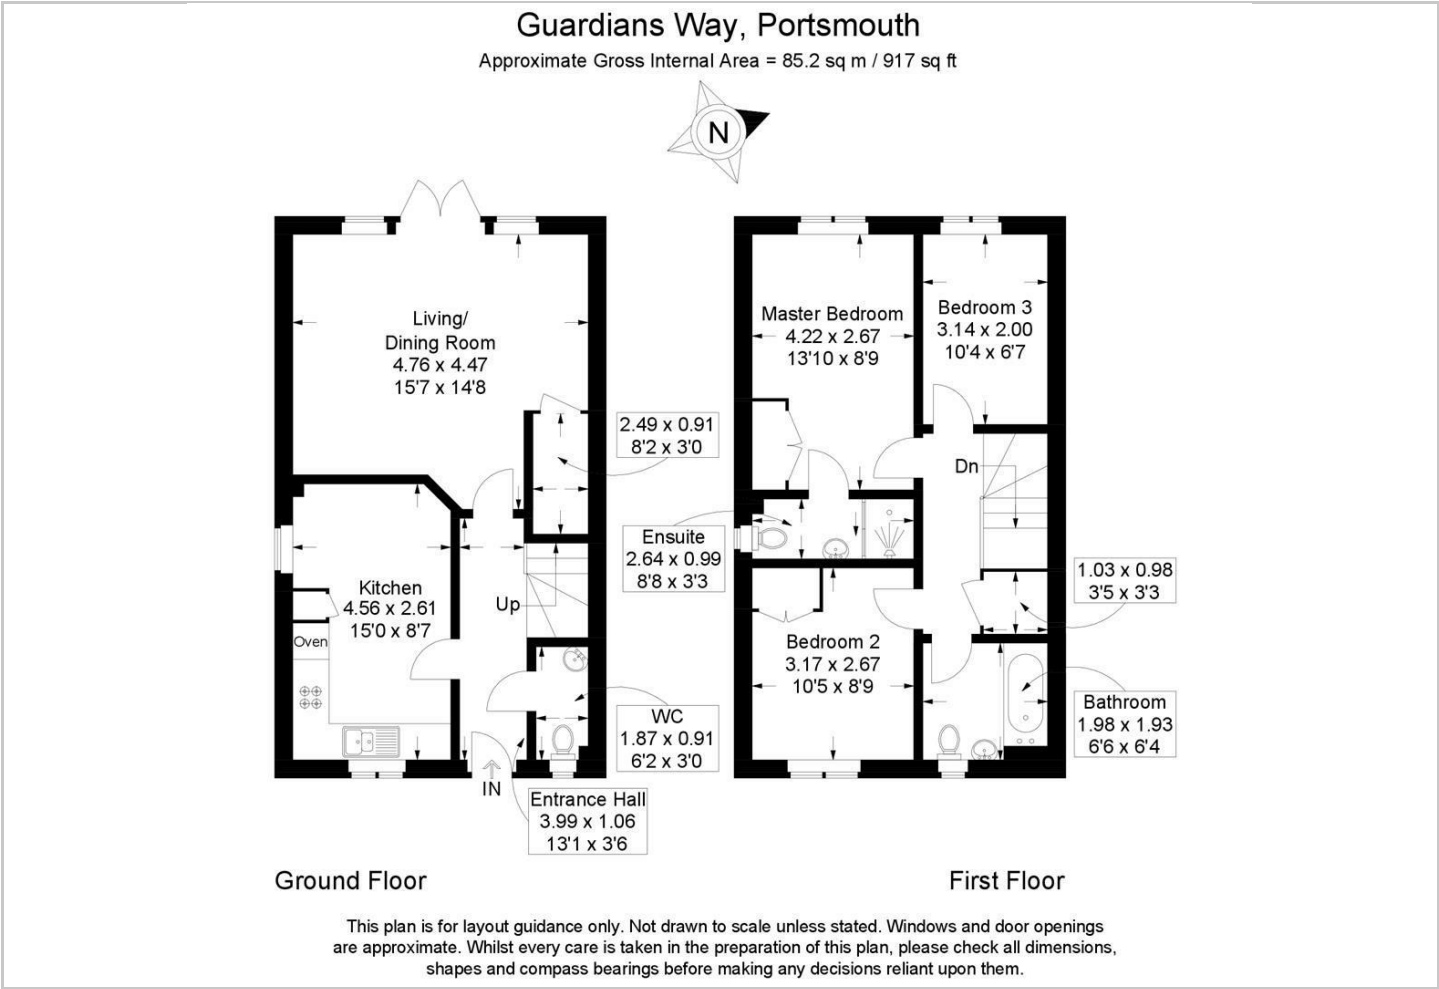 Guardians Way, Portsmouth
Approximate Gross Internal Area = 85.2 sq m / 917 sq ft
N
Living/
Dining Room
4.76 x 4.47
15'7 x 14'8
2.49 x 0.91
8'2 x 3'0
Kitchen
4.56 x 2.61
15'0 x 8'7
Oven
Up
WC
1.87 x 0.91
6'2 x 3'0
IN
Entrance Hall
3.99 x 1.06
13'1 x 3'6
Ground Floor
Master Bedroom
4.22 x 2.67
13'10 x 8'9
Bedroom 3
3.14 x 2.00
10'4 x 6'7
Dn
Ensuite
2.64 x 0.99
8'8 x 3'3
1.03 x 0.98
3'5 x 3'3
Bedroom 2
3.17 x 2.67
10'5 x 8'9
Bathroom
1.98 x 1.93
6'6 x 6'4
First Floor
This plan is for layout guidance only. Not drawn to scale unless stated. Windows and door openings
are approximate. Whilst every care is taken in the preparation of this plan, please check all dimensions,
shapes and compass bearings before making any decisions reliant upon them.